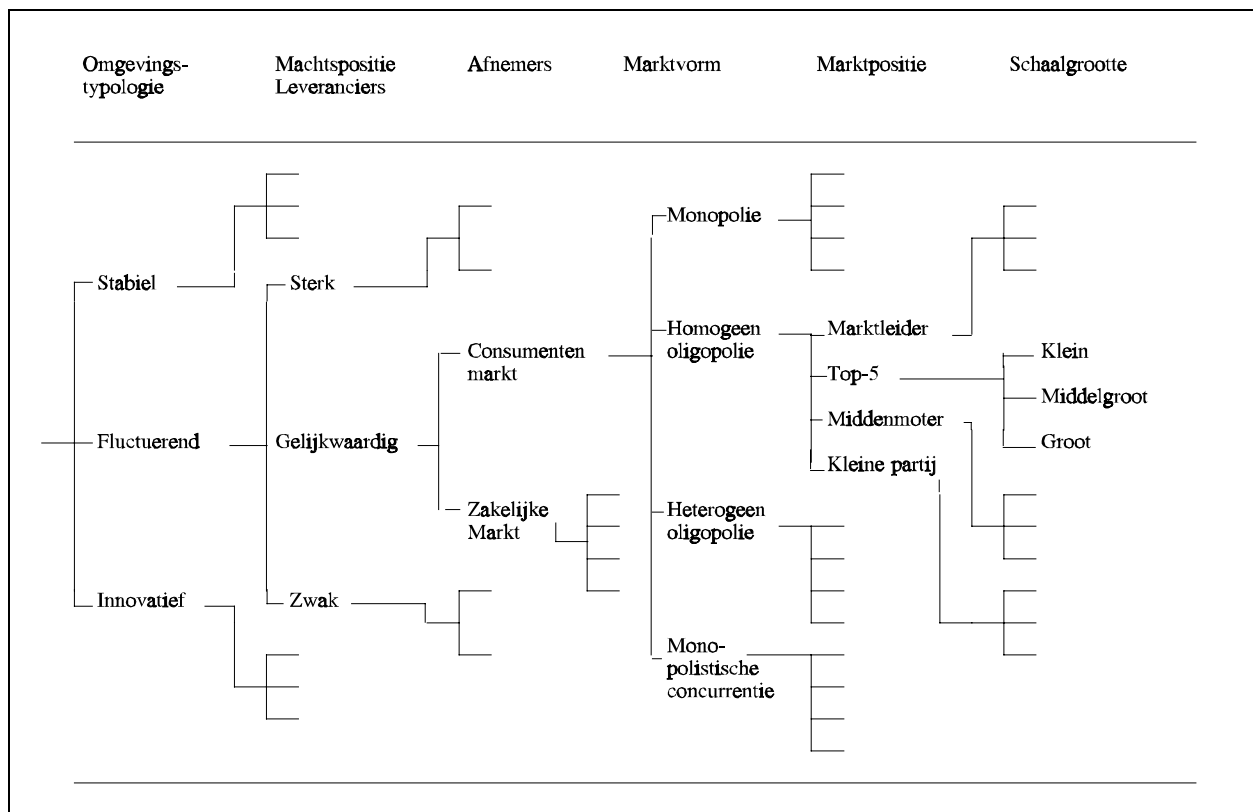 Omgevings-
typologie
Machtspositie
Leveranciers
Afnemers
Marktvorm
Marktpositie
Schaalgrootte
Stabiel
Fluctuerend
Innovatief
Sterk
Gelijkwaardig
Zwak
Consumenten
markt
Zakelijke
Markt
Monopolie
Homogeen
oligopolie
Heterogeen
oligopolie
Mono-
polistische
concurrentie
Marktleider
Top-5
Middenmoter
Kleine partij
Klein
Middelgroot
Groot